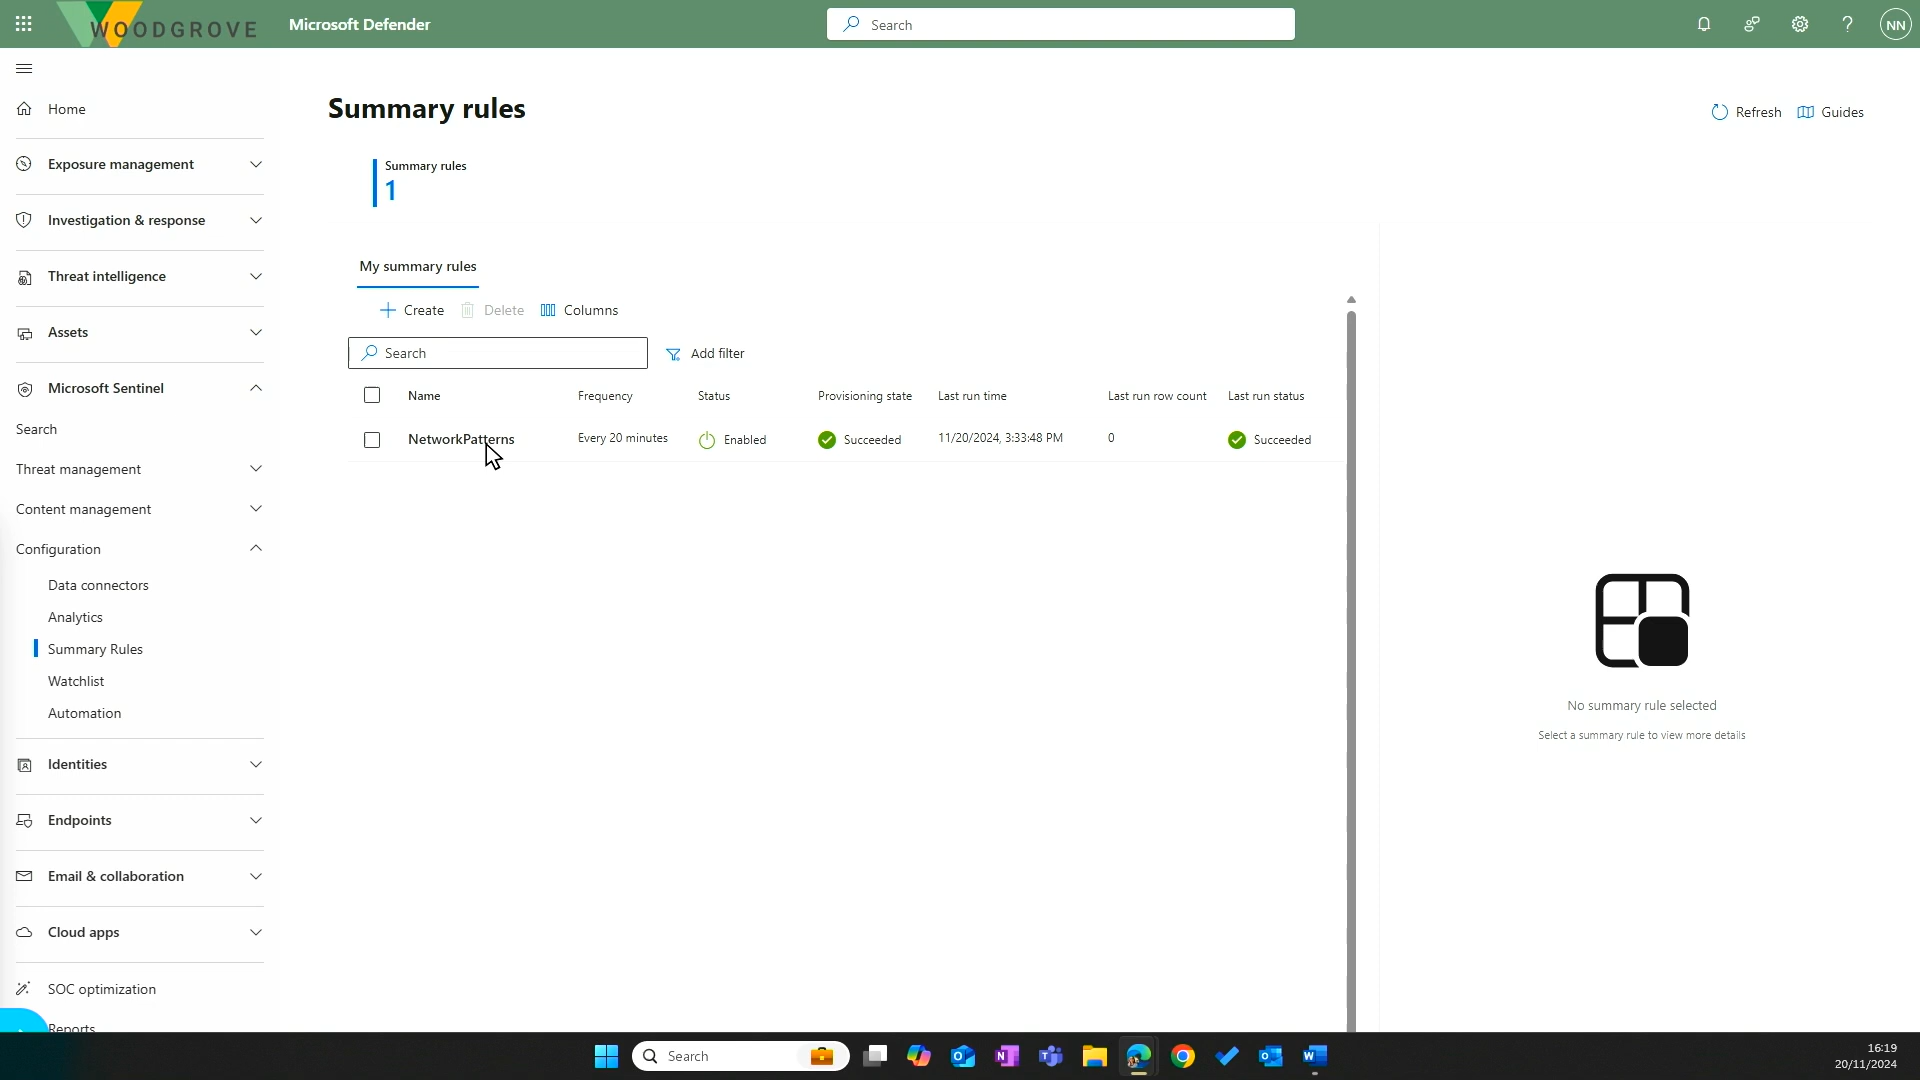 WOODGROVE
Microsoft Defender
Search
NN
Home
Exposure management
Investigation & response
Threat intelligence
Assets
Microsoft Sentinel
Search
Threat management
Content management
Configuration
Data connectors
Analytics
Summary Rules
Watchlist
Automation
Identities
Endpoints
Email & collaboration
Cloud apps
SOC optimization
Reports
Summary rules
Refresh
Guides
Summary rules
1
My summary rules
Create
Delete
Columns
Search
Add filter
Name Frequency Status Provisioning state Last run time Last run row count Last run status
NetworkPatterns Every 20 minutes Enabled Succeeded 11/20/2024, 3:33:48 PM 0 Succeeded
No summary rule selected
Select a summary rule to view more details
Search
16:19
20/11/2024